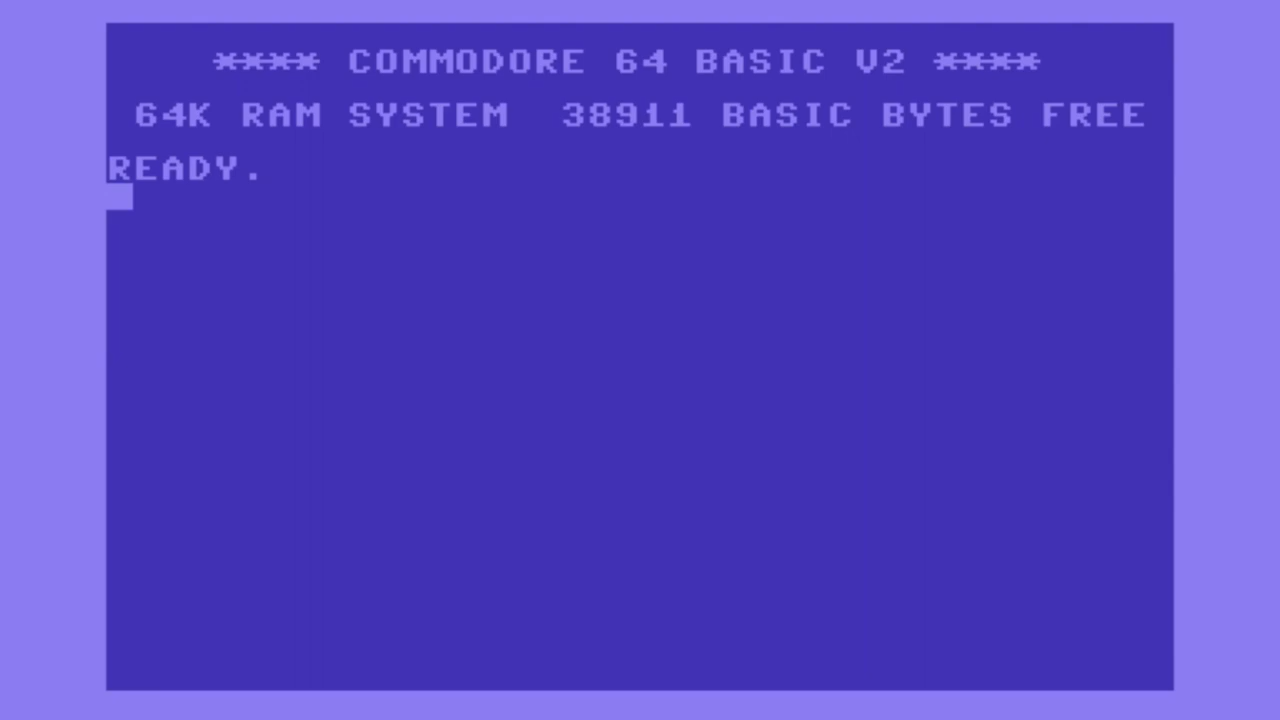 **** COMMODORE 64 BASIC V2 ****
64K RAM SYSTEM  38911 BASIC BYTES FREE
READY.